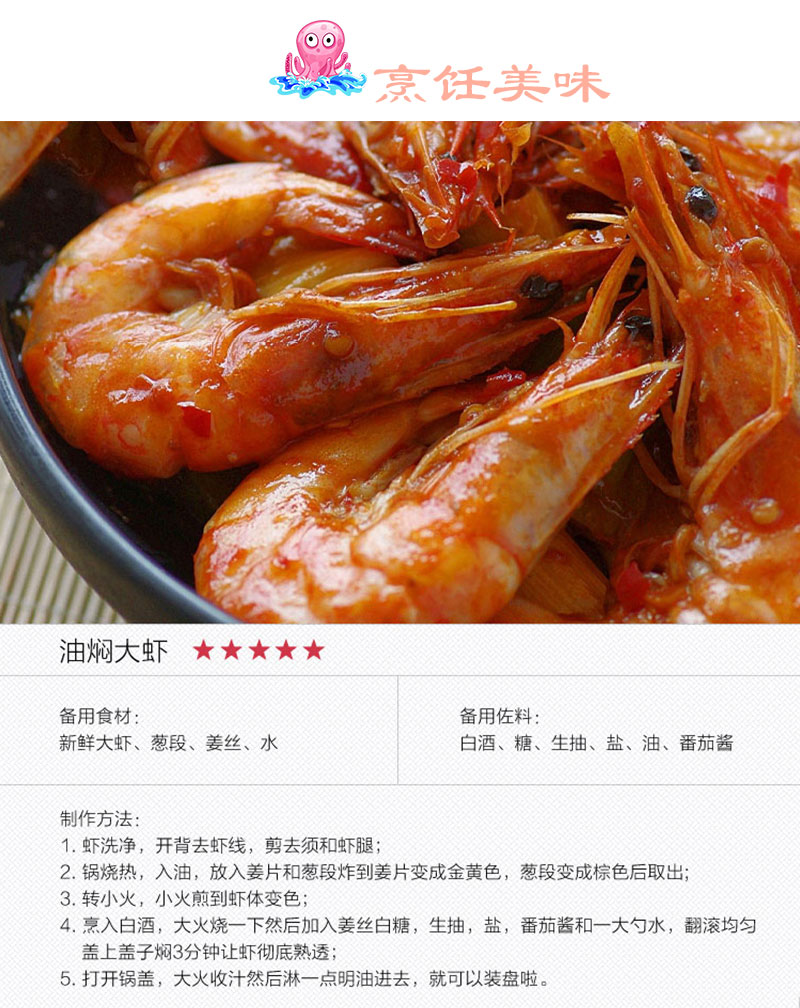 烹饪美味
油焖大虾 ★★★★★
备用食材：
新鲜大虾、葱段、姜丝、水
备用佐料：
白酒、糖、生抽、盐、油、番茄酱
制作方法：
1. 虾洗净，开背去虾线，剪去须和虾腿；
2. 锅烧热，入油，放入姜片和葱段炸到姜片变成金黄色，葱段变成棕色后取出；
3. 转小火，小火煎到虾体变色；
4. 烹入白酒，大火烧一下然后加入姜丝白糖，生抽，盐，番茄酱和一大勺水，翻滚均匀
盖上盖子焖3分钟让虾彻底熟透；
5. 打开锅盖，大火收汁然后淋一点明油进去，就可以装盘啦。